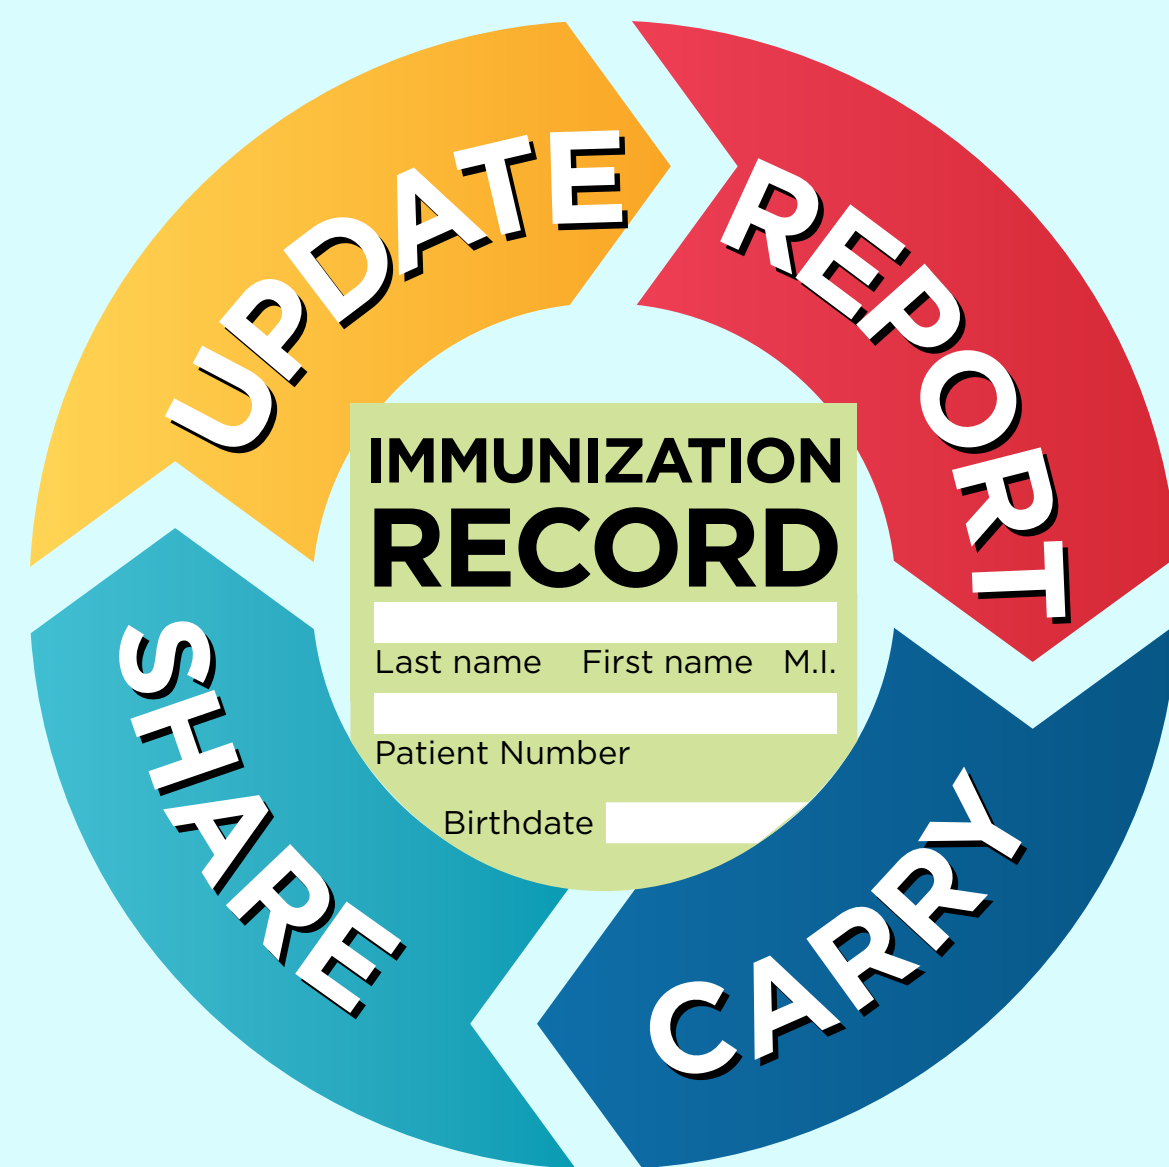 UPDATE
REPORT
CARRY
SHARE
IMMUNIZATION
RECORD
Last name First name M.I.
Patient Number
Birthdate